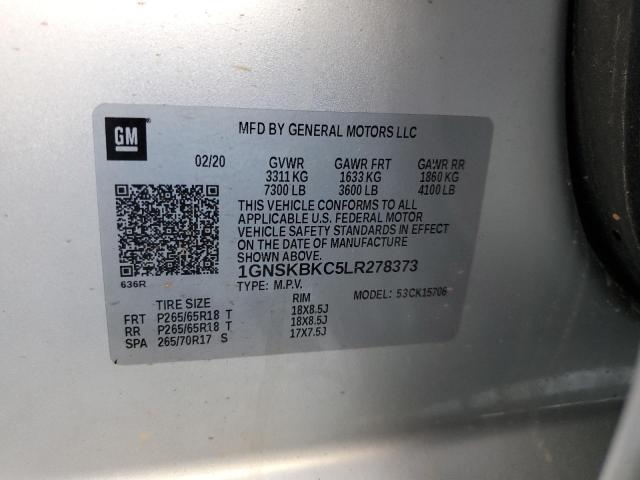 GM
MFD BY GENERAL MOTORS LLC
02/20 GVWR GAWR FRT GAWR RR
3311 KG 1633 KG 1860 KG
7300 LB 3600 LB 4100 LB
THIS VEHICLE CONFORMS TO ALL
APPLICABLE U.S. FEDERAL MOTOR
VEHICLE SAFETY STANDARDS IN EFFECT
ON THE DATE OF MANUFACTURE
SHOWN ABOVE.
1GNSKBKC5LR278373
636R
TYPE: M.P.V. MODEL: 53CK15706
TIRE SIZE RIM
FRT P265/65R18 T 18X8.5J
RR P265/65R18 T 18X8.5J
SPA 265/70R17 S 17X7.5J